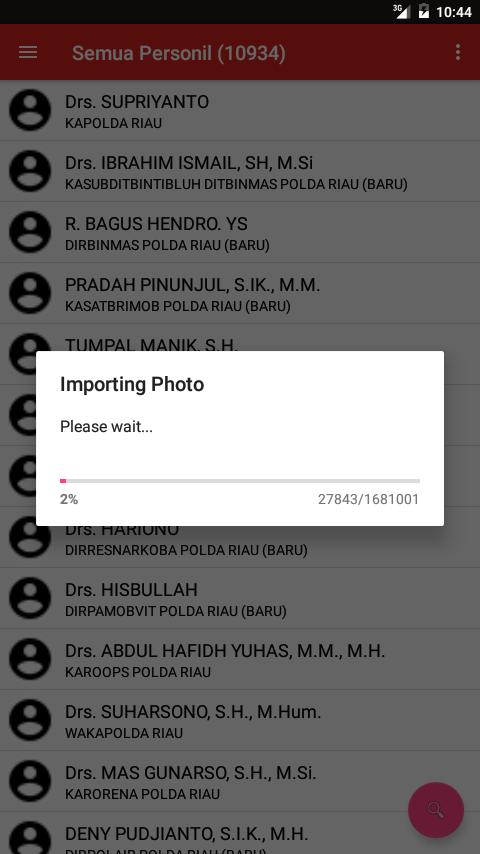 3G 10:44
Semua Personil (10934)
Drs. SUPRIYANTO
KAPOLDA RIAU
Drs. IBRAHIM ISMAIL, SH, M.Si
KASUBDITBINTIBLUH DITBINMAS POLDA RIAU (BARU)
R. BAGUS HENDRO. YS
DIRBINMAS POLDA RIAU (BARU)
PRADAH PINUNJUL, S.IK., M.M.
KASATBRIMOB POLDA RIAU (BARU)
TUMPAL MANIK, S.H.
Importing Photo
Please wait...
2% 27843/1681001
Drs. HARIONO
DIRRESNARKOBA POLDA RIAU (BARU)
Drs. HISBULLAH
DIRPAMOBVIT POLDA RIAU (BARU)
Drs. ABDUL HAFIDH YUHAS, M.M., M.H.
KAROOPS POLDA RIAU
Drs. SUHARSONO, S.H., M.Hum.
WAKAPOLDA RIAU
Drs. MAS GUNARSO, S.H., M.Si.
KARORENA POLDA RIAU
DENY PUDJIANTO, S.I.K., M.H.
DIRPOLAIR POLDA RIAU (BARU)